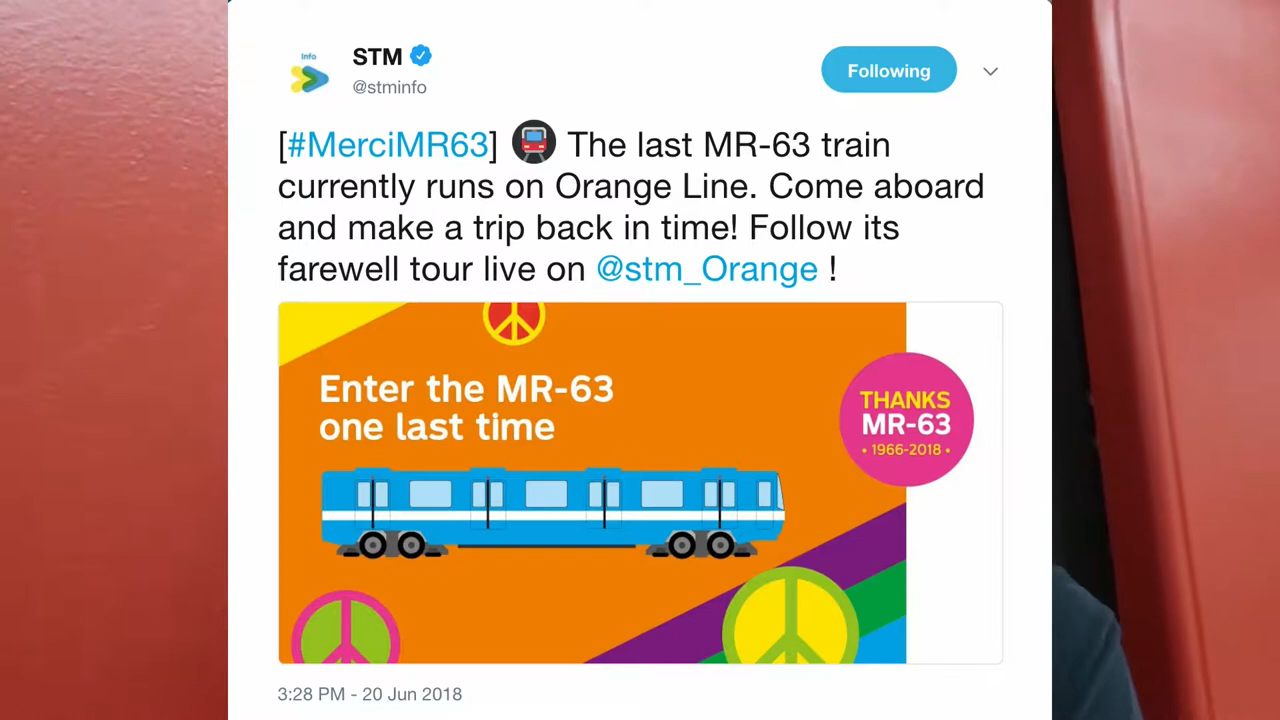 Info
STM
@stminfo
Following
[#MerciMR63] The last MR-63 train
currently runs on Orange Line. Come aboard
and make a trip back in time! Follow its
farewell tour live on @stm_Orange !
Enter the MR-63
one last time
THANKS
MR-63
• 1966-2018 •
3:28 PM - 20 Jun 2018